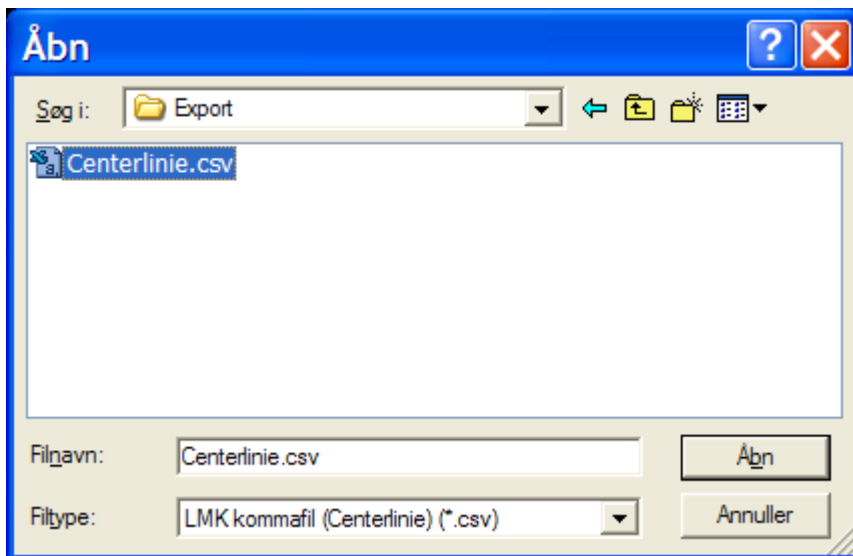 Åbn
Søg i: Export
Centerlinie.csv
Filnavn: Centerlinie.csv Åbn
Filtype: LMK kommafil (Centerlinie) (*.csv) Annuller